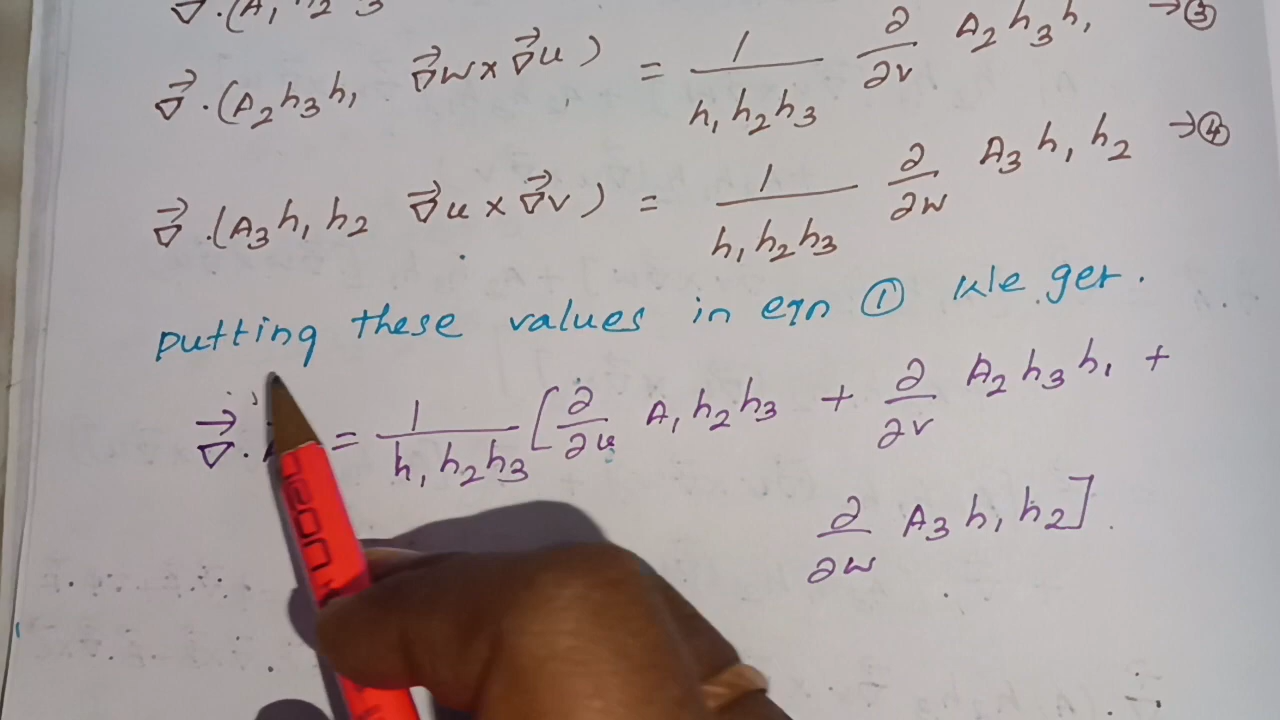 ∇⃗.(A₁h₂
∇⃗.(A₂h₃h₁ ∇⃗w×∇⃗u) = 1/h₁h₂h₃ ∂/∂v A₂h₃h₁ →③
∇⃗.(A₃h₁h₂ ∇⃗u×∇⃗v) = 1/h₁h₂h₃ ∂/∂w A₃h₁h₂ →④
putting these values in eqn ① We get.
∇⃗. = 1/h₁h₂h₃ [∂/∂u A₁h₂h₃ + ∂/∂v A₂h₃h₁ +
∂/∂w A₃h₁h₂].